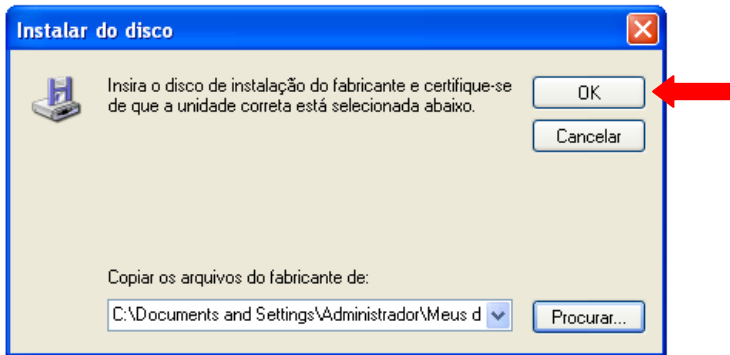 Instalar do disco
Insira o disco de instalação do fabricante e certifique-se
de que a unidade correta está selecionada abaixo.
OK
Cancelar
Copiar os arquivos do fabricante de:
C:\Documents and Settings\Administrador\Meus d
Procurar...